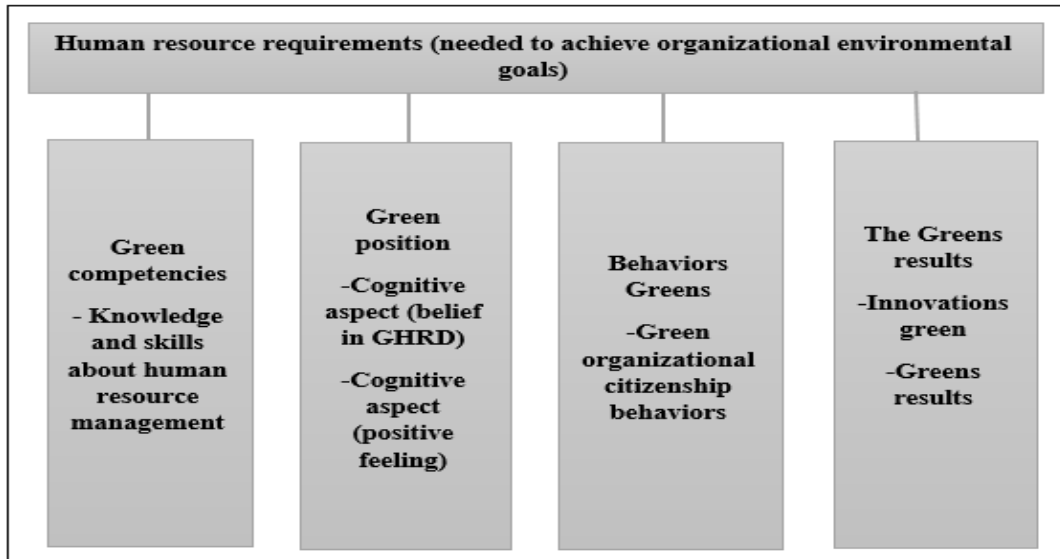 Human resource requirements (needed to achieve organizational environmental
goals)
Green
competencies
- Knowledge
and skills
about human
resource
management
Green
position
-Cognitive
aspect (belief
in GHRD)
-Cognitive
aspect
(positive
feeling)
Behaviors
Greens
-Green
organizational
citizenship
behaviors
The Greens
results
-Innovations
green
-Greens
results